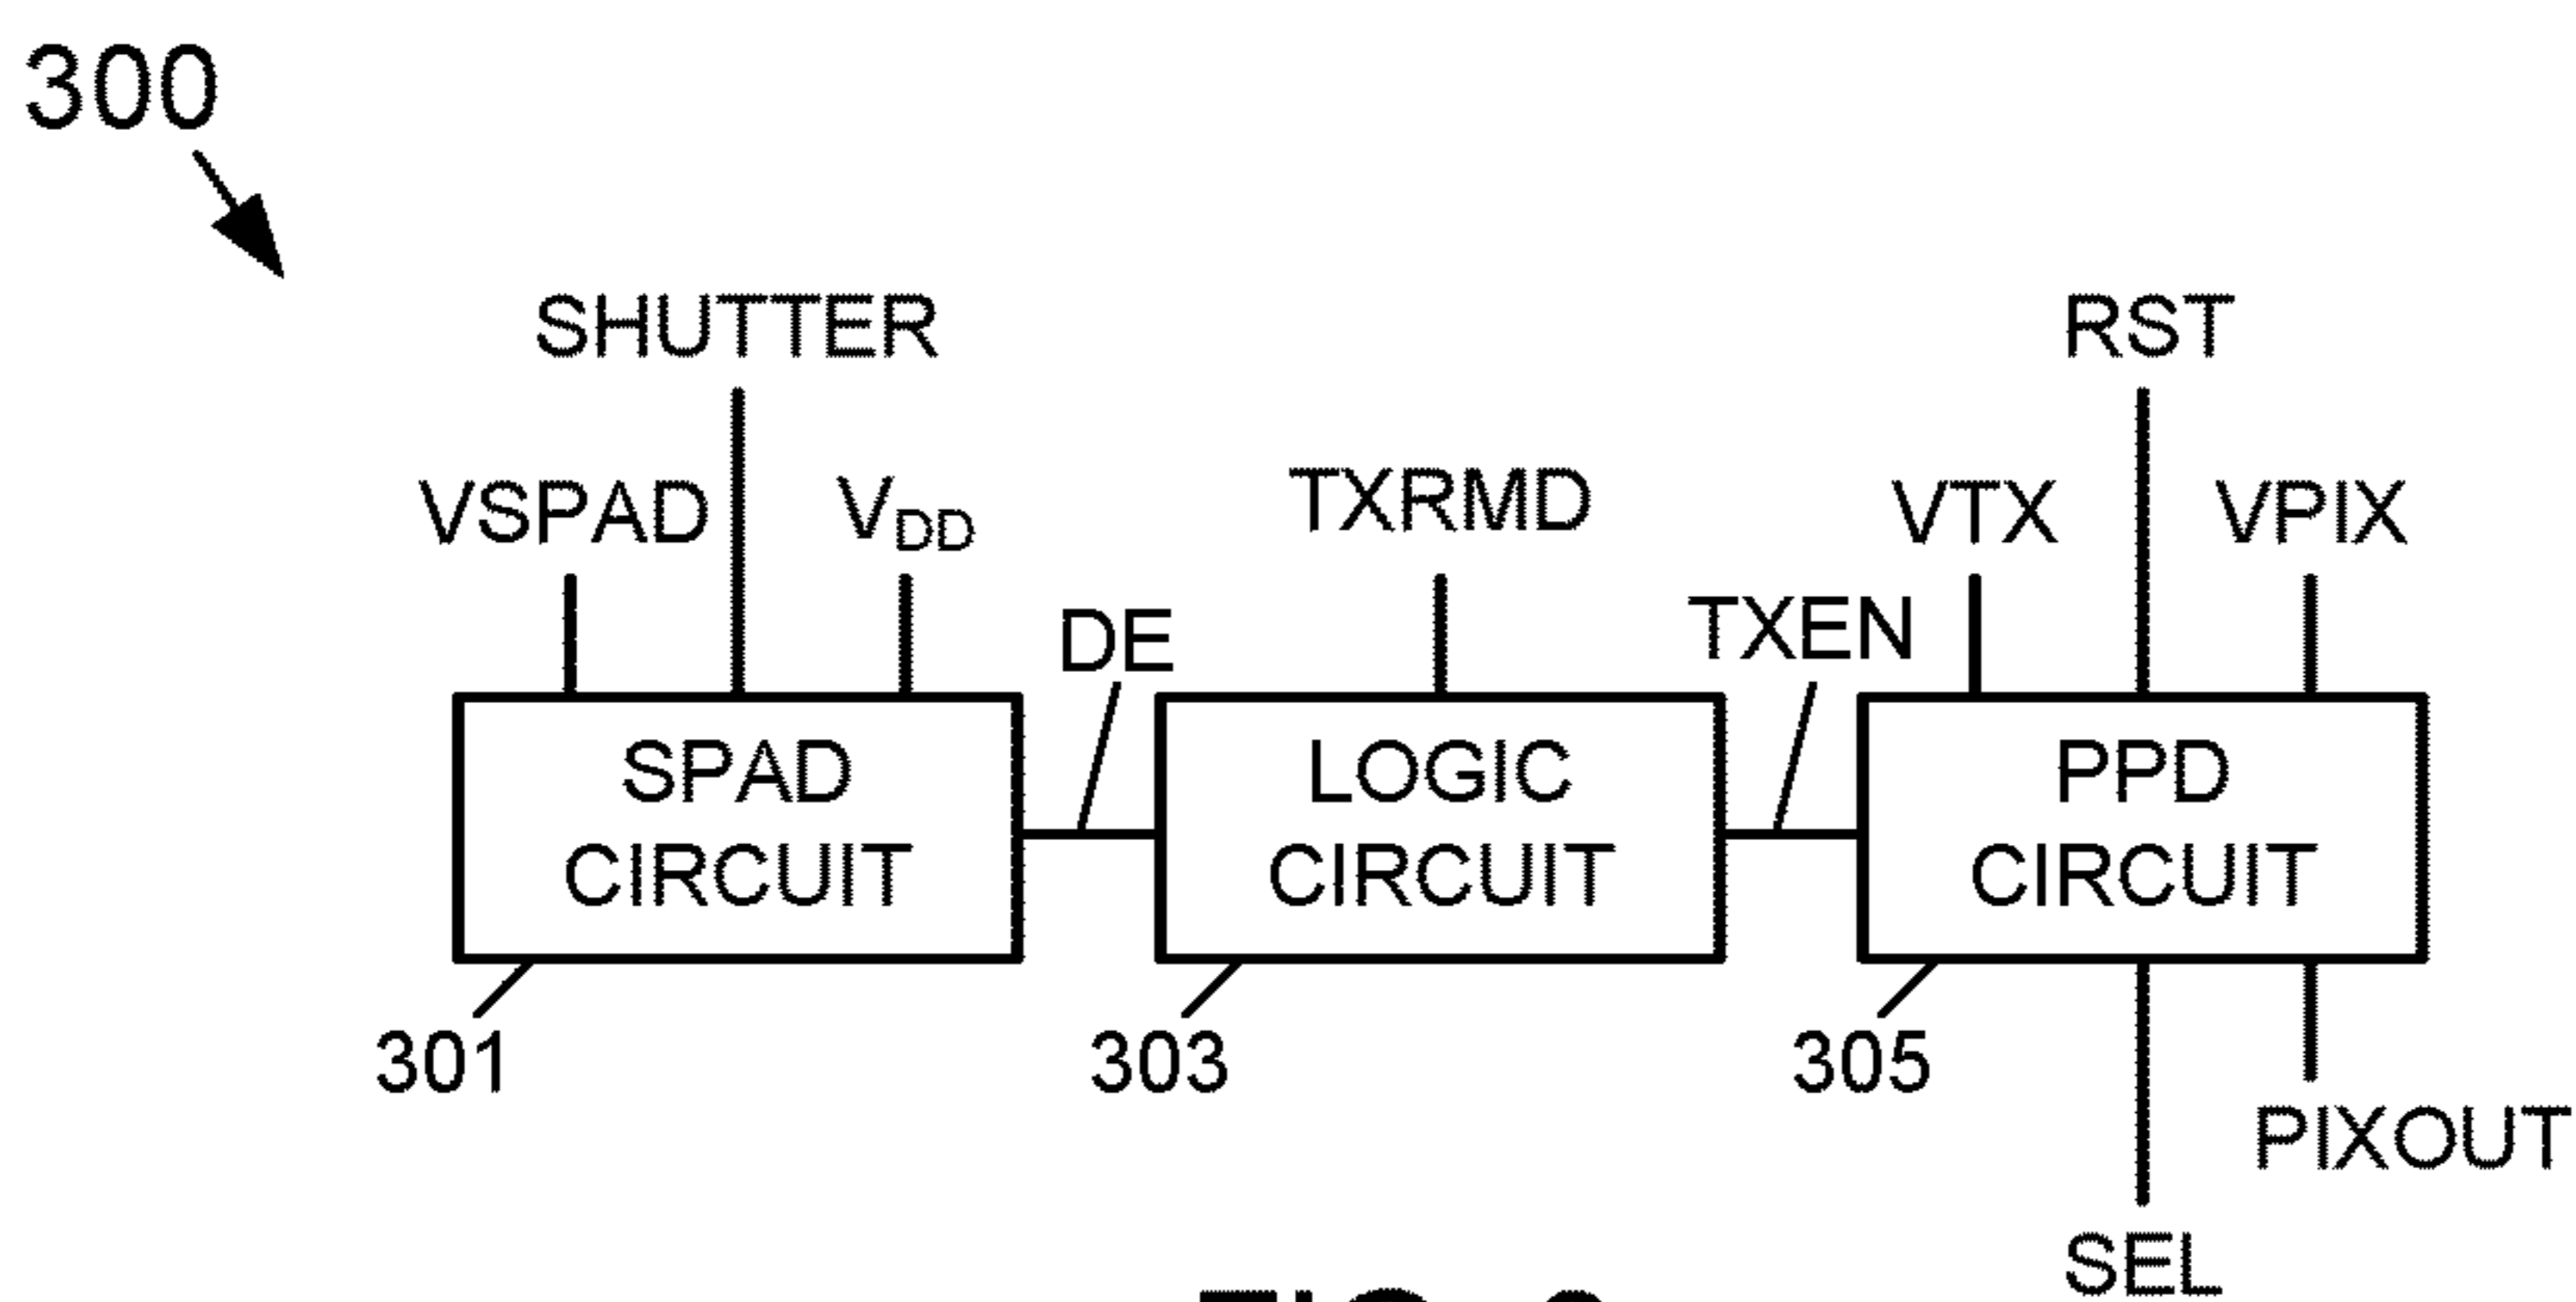 300
SHUTTER
RST
VSPAD
VDD
TXRMD
VTX
VPIX
DE
TXEN
SPAD
CIRCUIT
LOGIC
CIRCUIT
PPD
CIRCUIT
301
303
305
PIXOUT
SEL